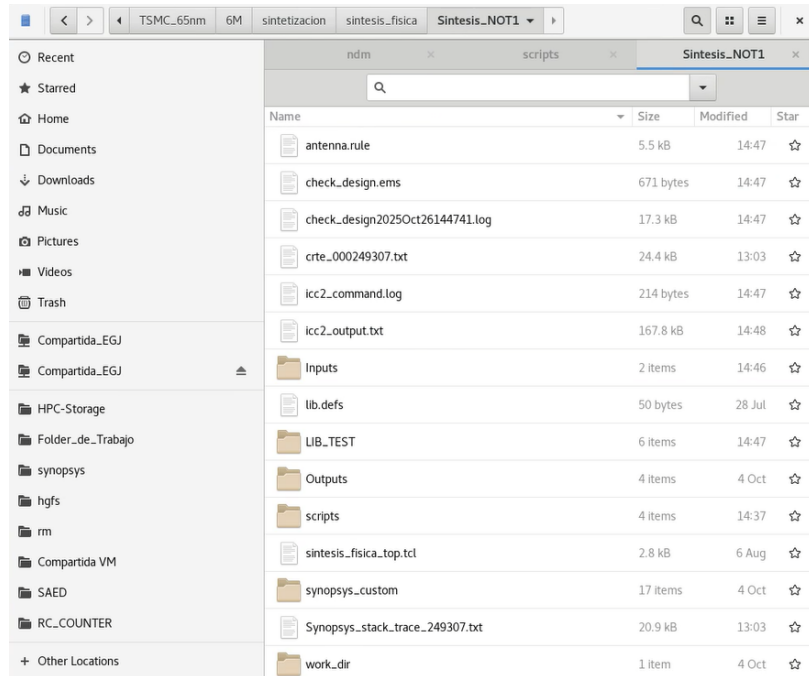 TSMC_65nm 6M sintetizacion sintesis_fisica Sintesis_NOT1
ndm scripts Sintesis_NOT1
Recent
Starred
Home
Documents
Downloads
Music
Pictures
Videos
Trash
Compartida_EGJ
Compartida_EGJ
HPC-Storage
Folder_de_Trabajo
synopsys
hgfs
rm
Compartida VM
SAED
RC_COUNTER
+ Other Locations
Name Size Modified Star
antenna.rule 5.5 kB 14:47
check_design.ems 671 bytes 14:47
check_design2025Oct26144741.log 17.3 kB 14:47
crte_000249307.txt 24.4 kB 13:03
icc2_command.log 214 bytes 14:47
icc2_output.txt 167.8 kB 14:48
Inputs 2 items 14:46
lib.defs 50 bytes 28 Jul
LIB_TEST 6 items 14:47
Outputs 4 items 4 Oct
scripts 4 items 14:37
sintesis_fisica_top.tcl 2.8 kB 6 Aug
synopsys_custom 17 items 4 Oct
Synopsys_stack_trace_249307.txt 20.9 kB 13:03
work_dir 1 item 4 Oct